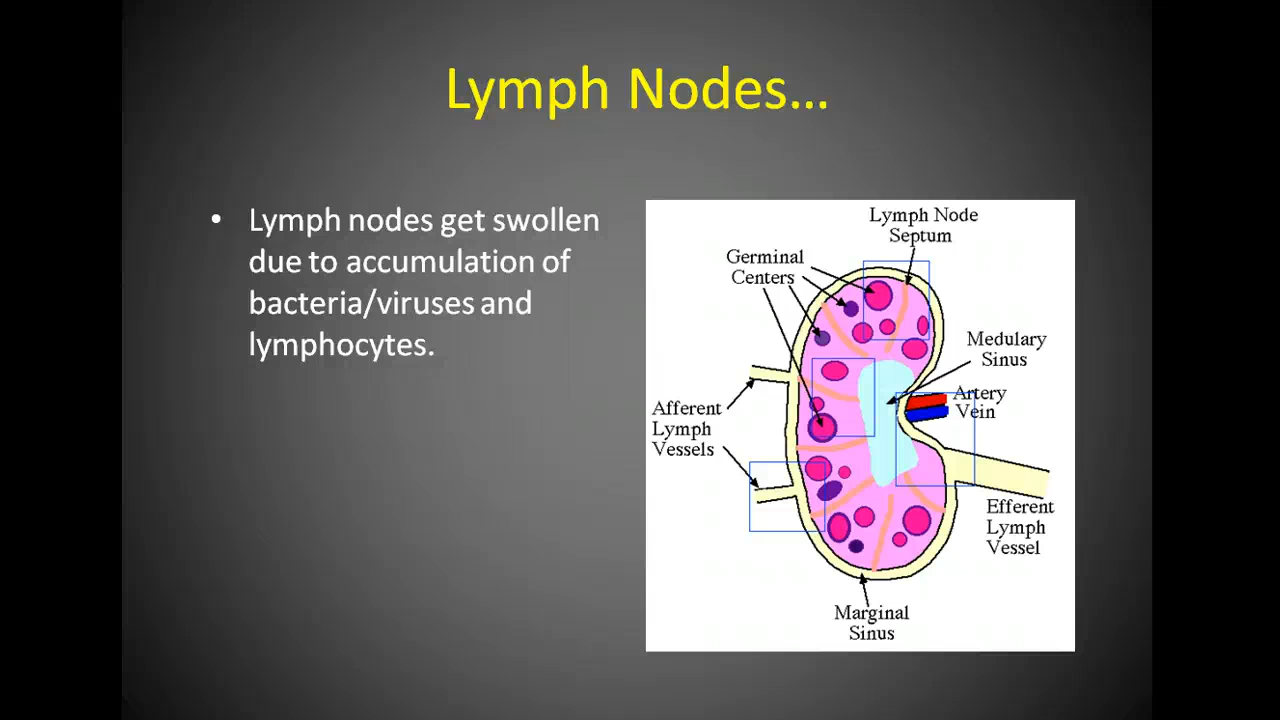 Lymph Nodes...
• Lymph nodes get swollen
due to accumulation of
bacteria/viruses and
lymphocytes.
Lymph Node
Septum
Germinal
Centers
Medulary
Sinus
Artery
Vein
Afferent
Lymph
Vessels
Efferent
Lymph
Vessel
Marginal
Sinus